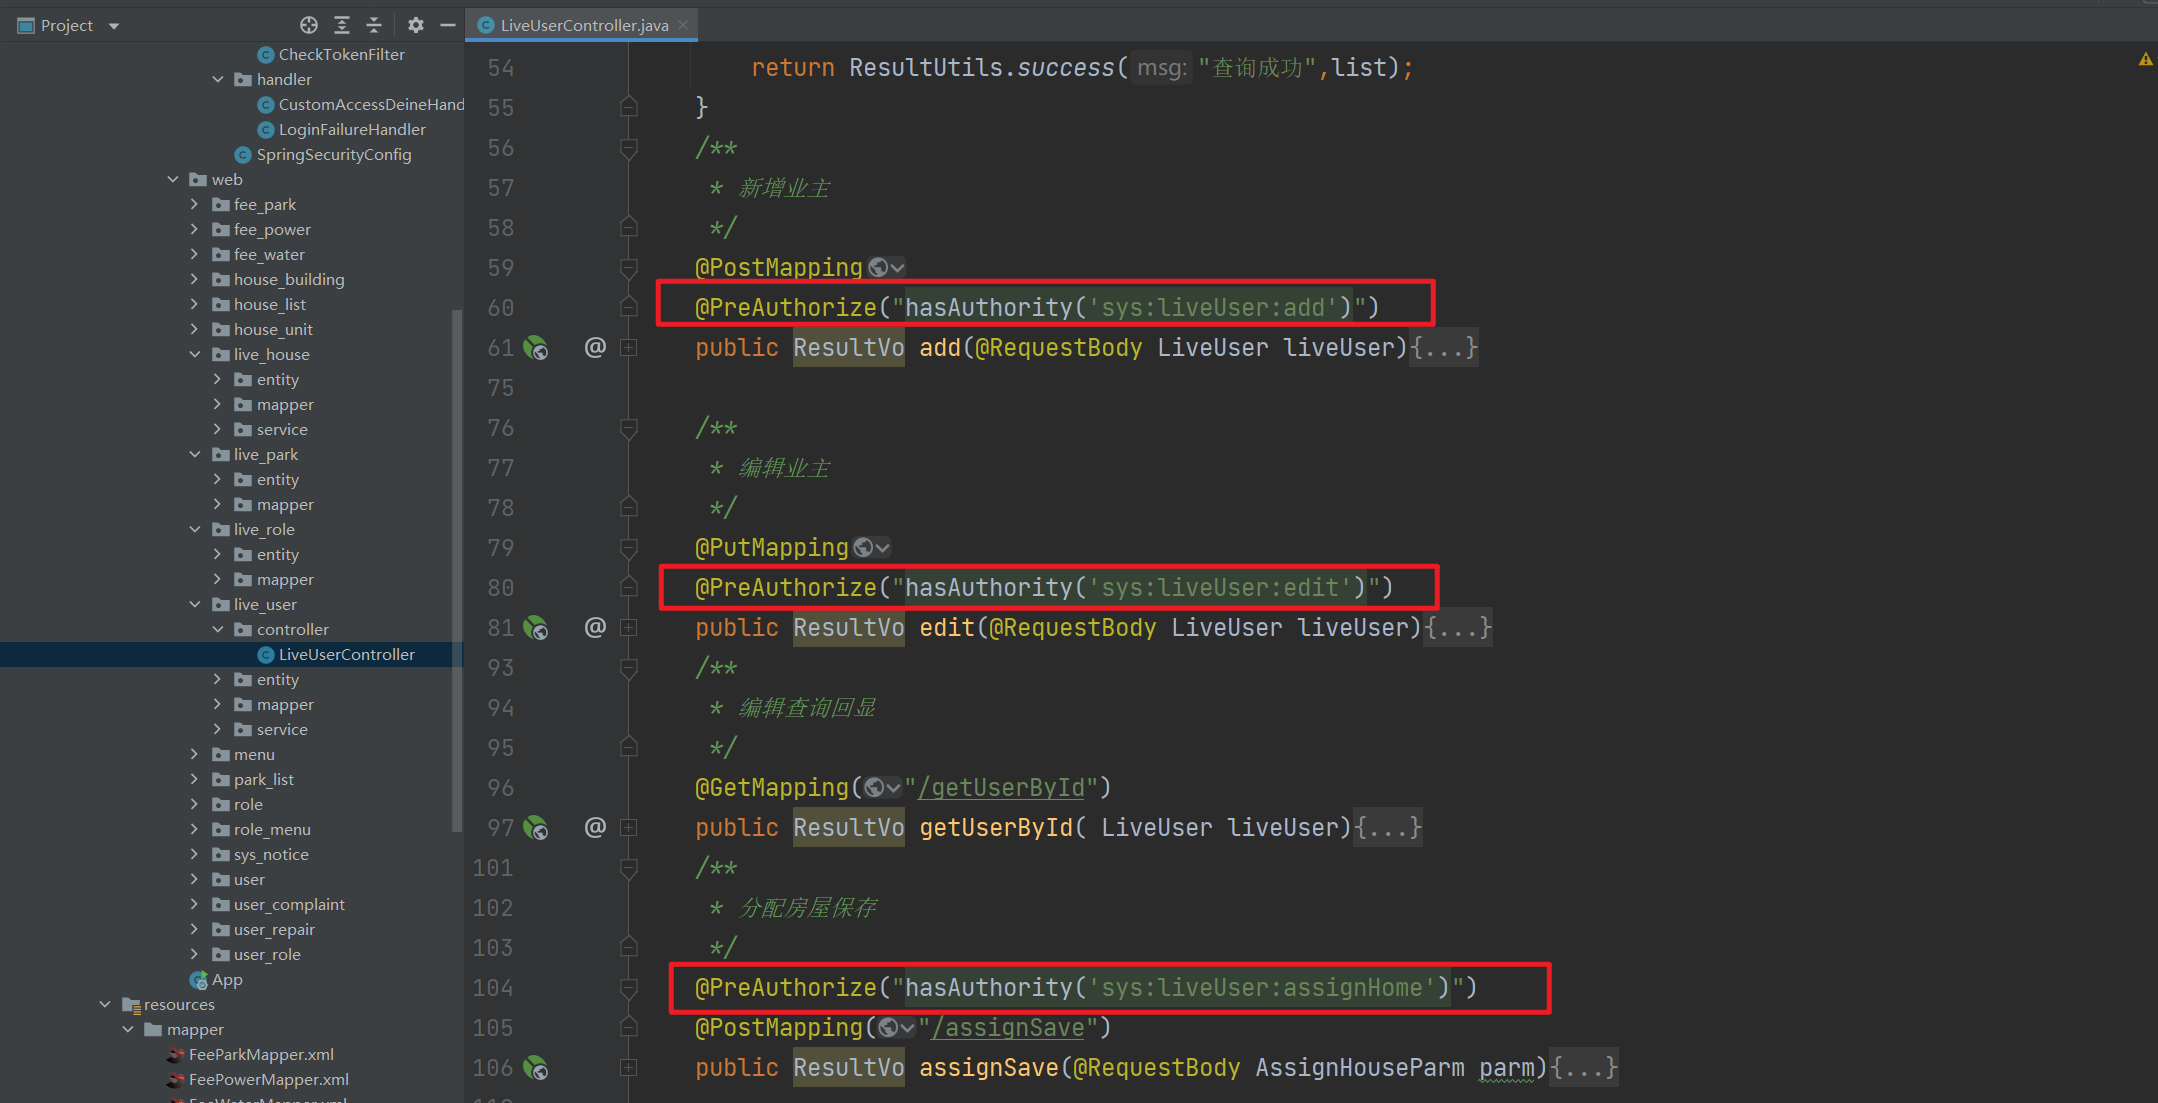 Project
LiveUserController.java
CheckTokenFilter
handler
CustomAccessDeineHand
LoginFailureHandler
SpringSecurityConfig
web
fee_park
fee_power
fee_water
house_building
house_list
house_unit
live_house
entity
mapper
service
live_park
entity
mapper
live_role
entity
mapper
live_user
controller
LiveUserController
entity
mapper
service
menu
park_list
role
role_menu
sys_notice
user
user_complaint
user_repair
user_role
App
resources
mapper
FeeParkMapper.xml
FeePowerMapper.xml
FeeWaterMapper.xml
54 return ResultUtils.success( msg: "查询成功",list);
55 }
56 /**
57 * 新增业主
58 */
59 @PostMapping
60 @PreAuthorize("hasAuthority('sys:liveUser:add')")
61 @ public ResultVo add(@RequestBody LiveUser liveUser){...}
75
76 /**
77 * 编辑业主
78 */
79 @PutMapping
80 @PreAuthorize("hasAuthority('sys:liveUser:edit')")
81 @ public ResultVo edit(@RequestBody LiveUser liveUser){...}
93 /**
94 * 编辑查询回显
95 */
96 @GetMapping("/getUserById")
97 @ public ResultVo getUserById( LiveUser liveUser){...}
101 /**
102 * 分配房屋保存
103 */
104 @PreAuthorize("hasAuthority('sys:liveUser:assignHome')")
105 @PostMapping("/assignSave")
106 public ResultVo assignSave(@RequestBody AssignHouseParm parm){...}